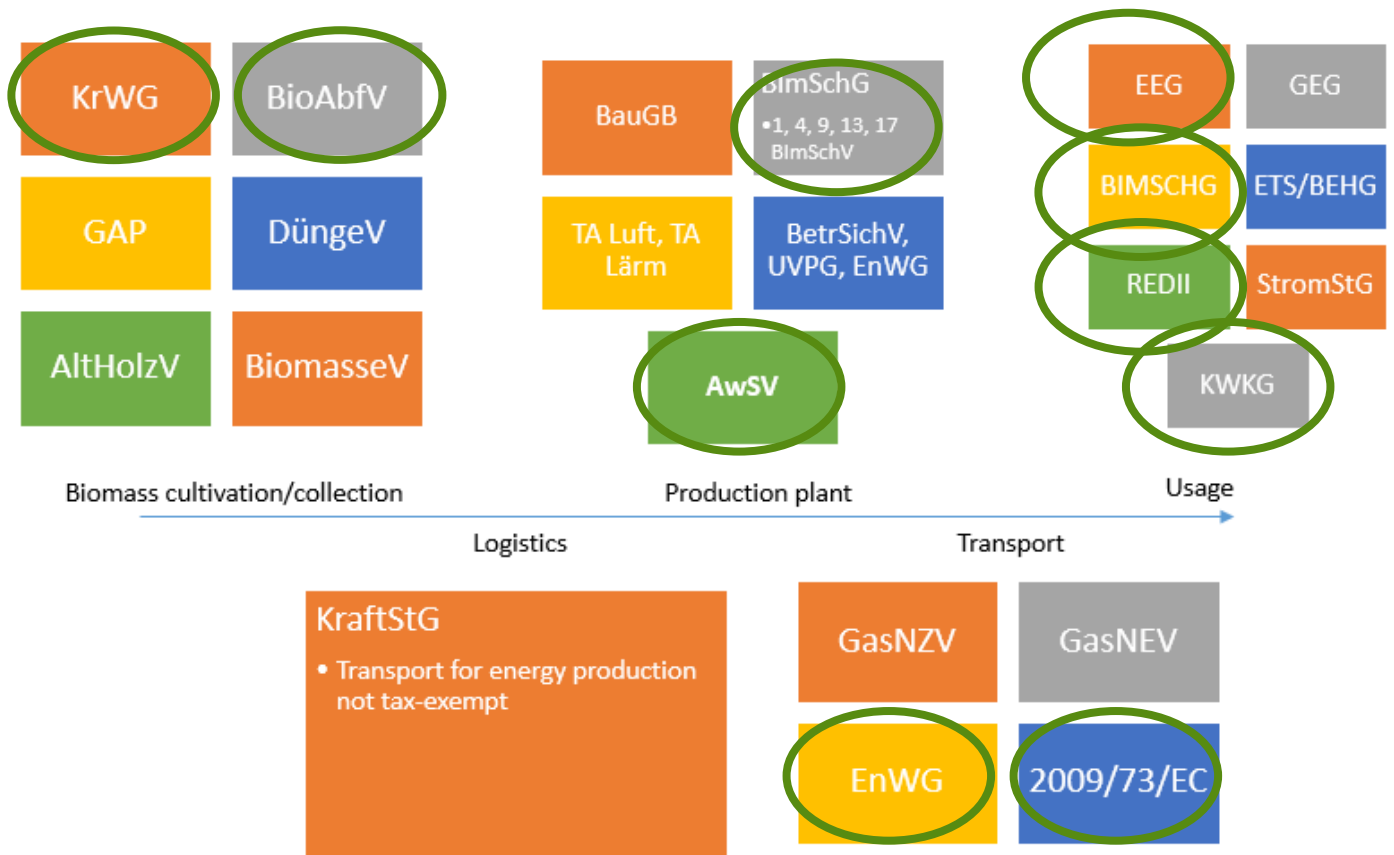 KrWG
BioAbfV
GAP
DüngeV
AltHolzV
BiomasseV
BauGB
BImSchG
•1, 4, 9, 13, 17
BImSchV
TA Luft, TA
Lärm
BetrSichV,
UVPG, EnWG
AwSV
EEG
GEG
BIMSCHG
ETS/BEHG
REDII
StromStG
KWKG
Biomass cultivation/collection
Production plant
Usage
Logistics
Transport
KraftStG
• Transport for energy production
not tax-exempt
GasNZV
GasNEV
EnWG
2009/73/EC